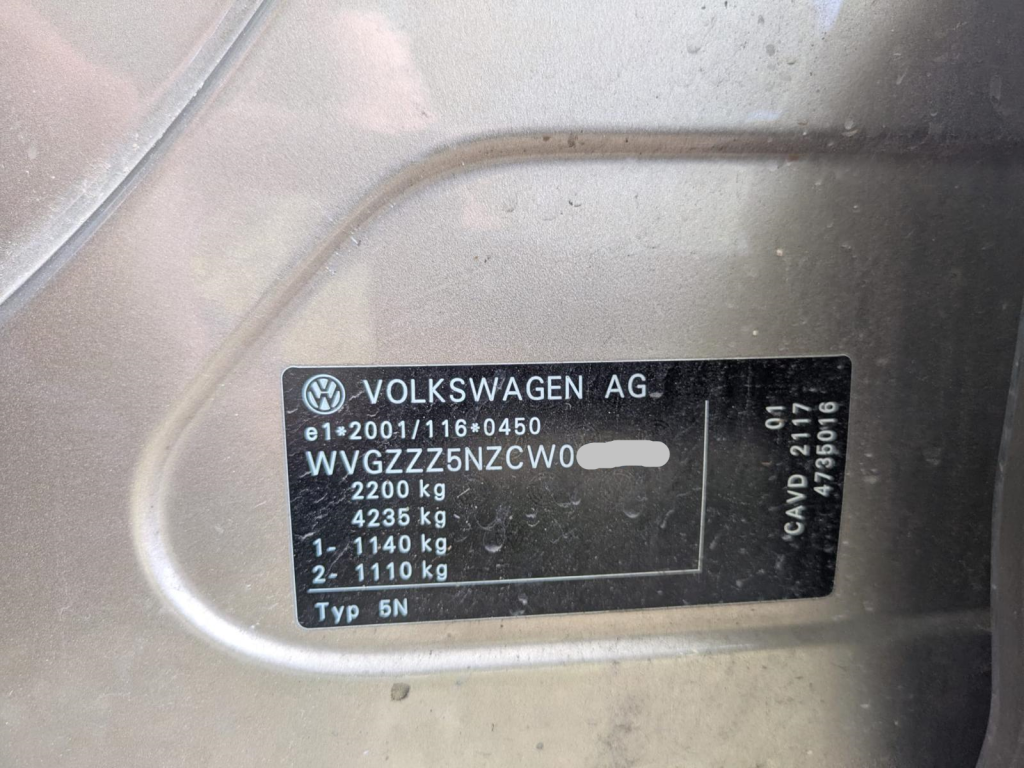 VOLKSWAGEN AG
e1*2001/116*0450
WVGZZZ5NZCW0
2200 kg
4235 kg
1- 1140 kg
2- 1110 kg
Typ 5N
01
CAVD 2117
4735016